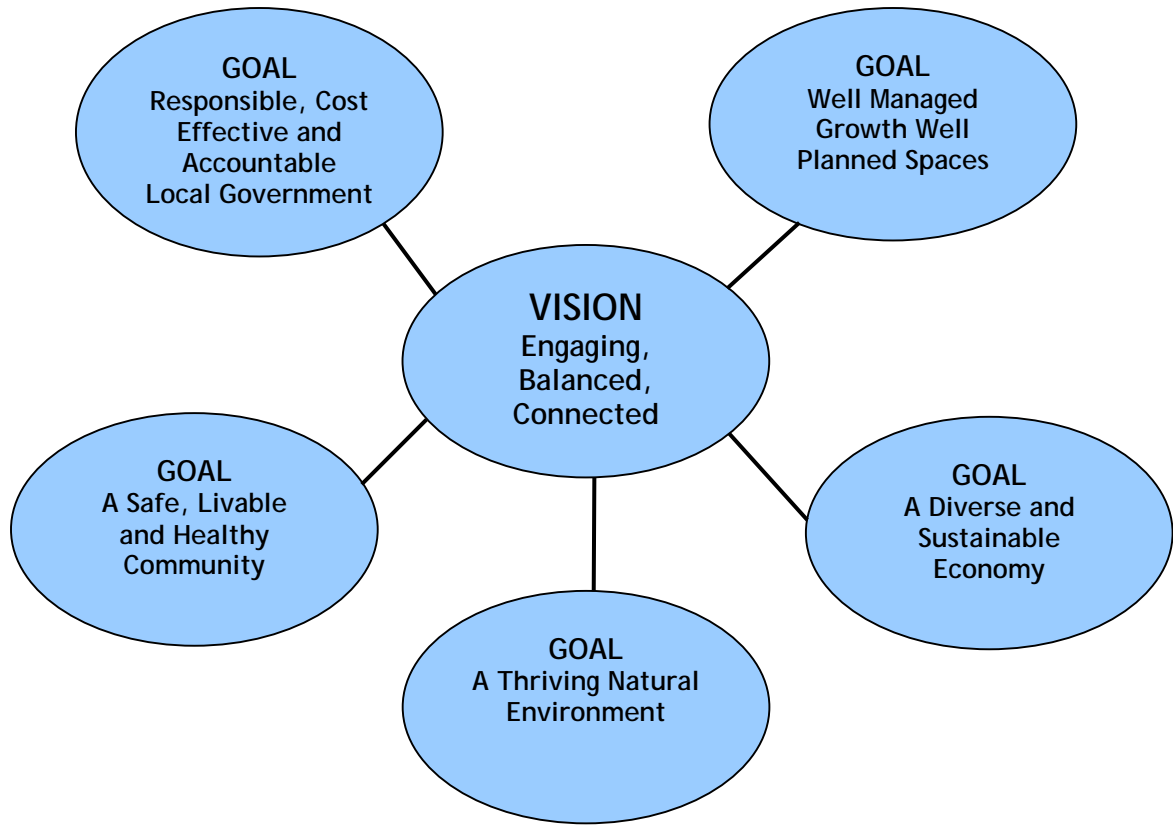 GOAL
Responsible, Cost
Effective and
Accountable
Local Government
GOAL
Well Managed
Growth Well
Planned Spaces
VISION
Engaging,
Balanced,
Connected
GOAL
A Safe, Livable
and Healthy
Community
GOAL
A Diverse and
Sustainable
Economy
GOAL
A Thriving Natural
Environment